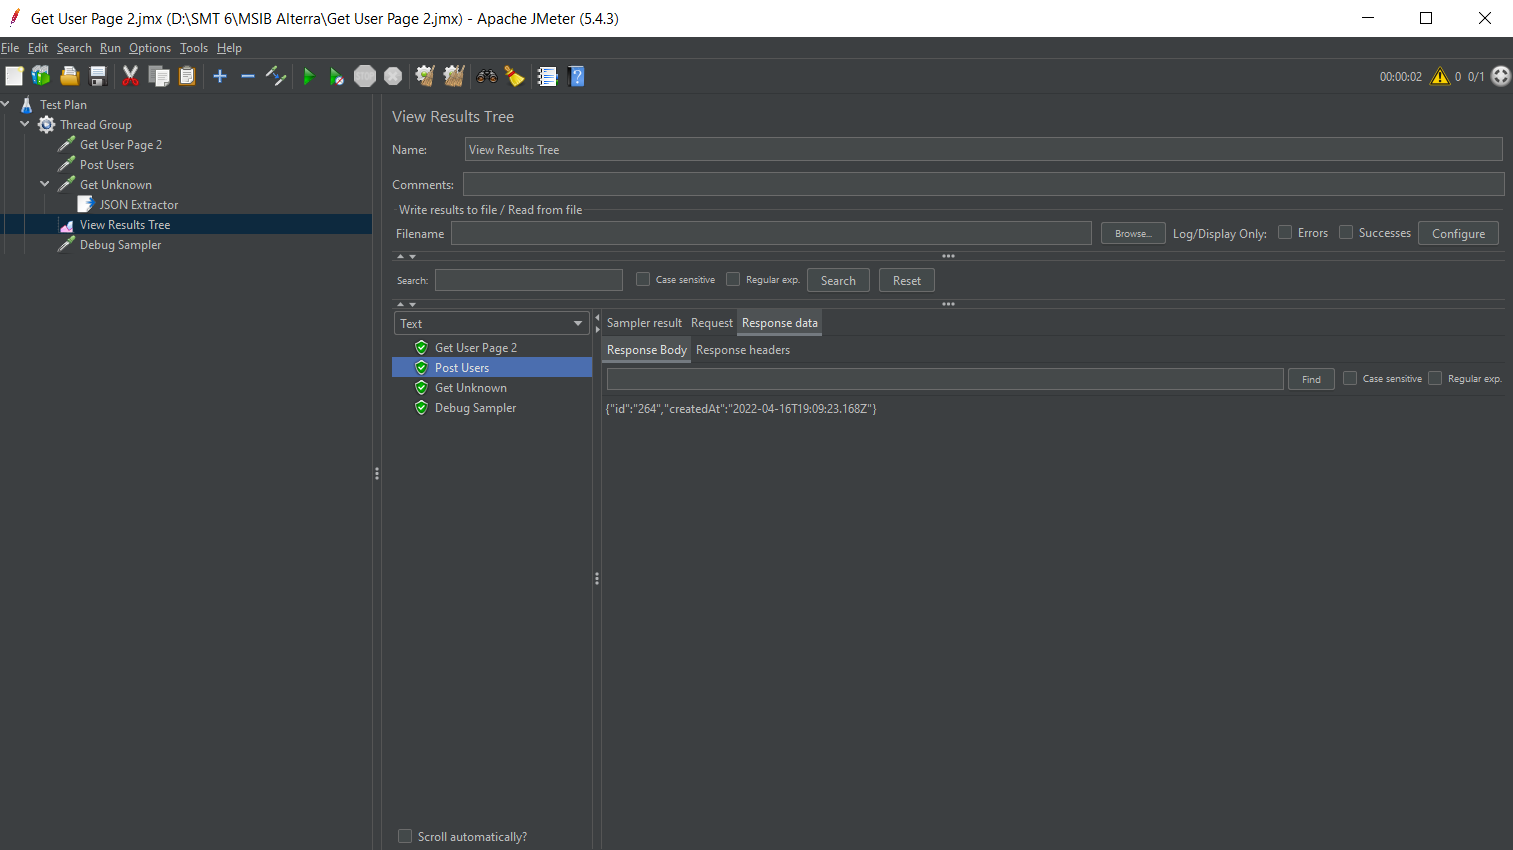 Get User Page 2.jmx (D:\SMT 6\MSIB Alterra\Get User Page 2.jmx) - Apache JMeter (5.4.3)
File Edit Search Run Options Tools Help
STOP 00:00:02 0 0/1
Test Plan
Thread Group
Get User Page 2
Post Users
Get Unknown
JSON Extractor
View Results Tree
Debug Sampler
View Results Tree
Name: View Results Tree
Comments:
Write results to file / Read from file
Filename Browse... Log/Display Only: Errors Successes Configure
Search: Case sensitive Regular exp. Search Reset
Text
Get User Page 2
Post Users
Get Unknown
Debug Sampler
Scroll automatically?
Sampler result Request Response data
Response Body Response headers
Find Case sensitive Regular exp.
{"id":"264","createdAt":"2022-04-16T19:09:23.168Z"}